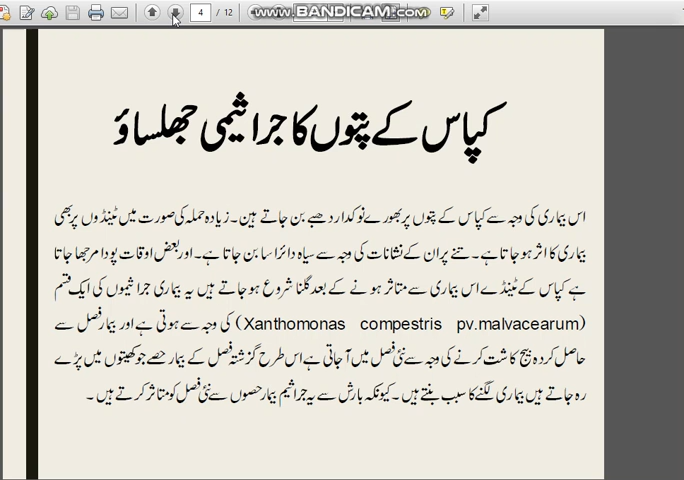 4 / 12
www.BANDICAM.com
کپاس کے پتوں کا جراثیمی جھلساؤ
اس بیماری کی وجہ سے کپاس کے پتوں پر بھورے نوکدار دھبے بن جاتے ہین۔ زیادہ حملہ کی صورت میں ٹینڈوں پر بھی
بیماری کا اثر ہو جاتا ہے۔ تنے پر ان کے نشانات کی وجہ سے سیاہ دائرا سا بن جاتا ہے۔ اور بعض اوقات پودا مرجھا جاتا
ہے کپاس کے ٹینڈے اس بیماری سے متاثر ہونے کے بعد گلنا شروع ہو جاتے ہیں یہ بیماری جراثیموں کی ایک قسم
(Xanthomonas compestris pv.malvacearum) کی وجہ سے ہوتی ہے اور بیمار فصل سے
حاصل کردہ بیج کاشت کرنے کی وجہ سے نئی فصل میں آ جاتی ہے اس طرح گزشتہ فصل کے بیمار حصے جو کھیتوں میں پڑے
رہ جاتے ہیں بیماری لگنے کا سبب بنتے ہیں ۔ کیونکہ بارش سے یہ جراثیم بیمار حصوں سے نئی فصل کو متاثر کرتے ہیں ۔